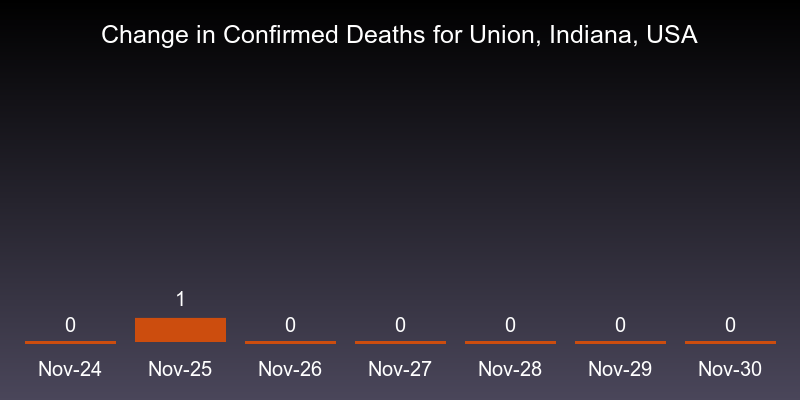 Change in Confirmed Deaths for Union, Indiana, USA
0 1 0 0 0 0 0
Nov-24 Nov-25 Nov-26 Nov-27 Nov-28 Nov-29 Nov-30